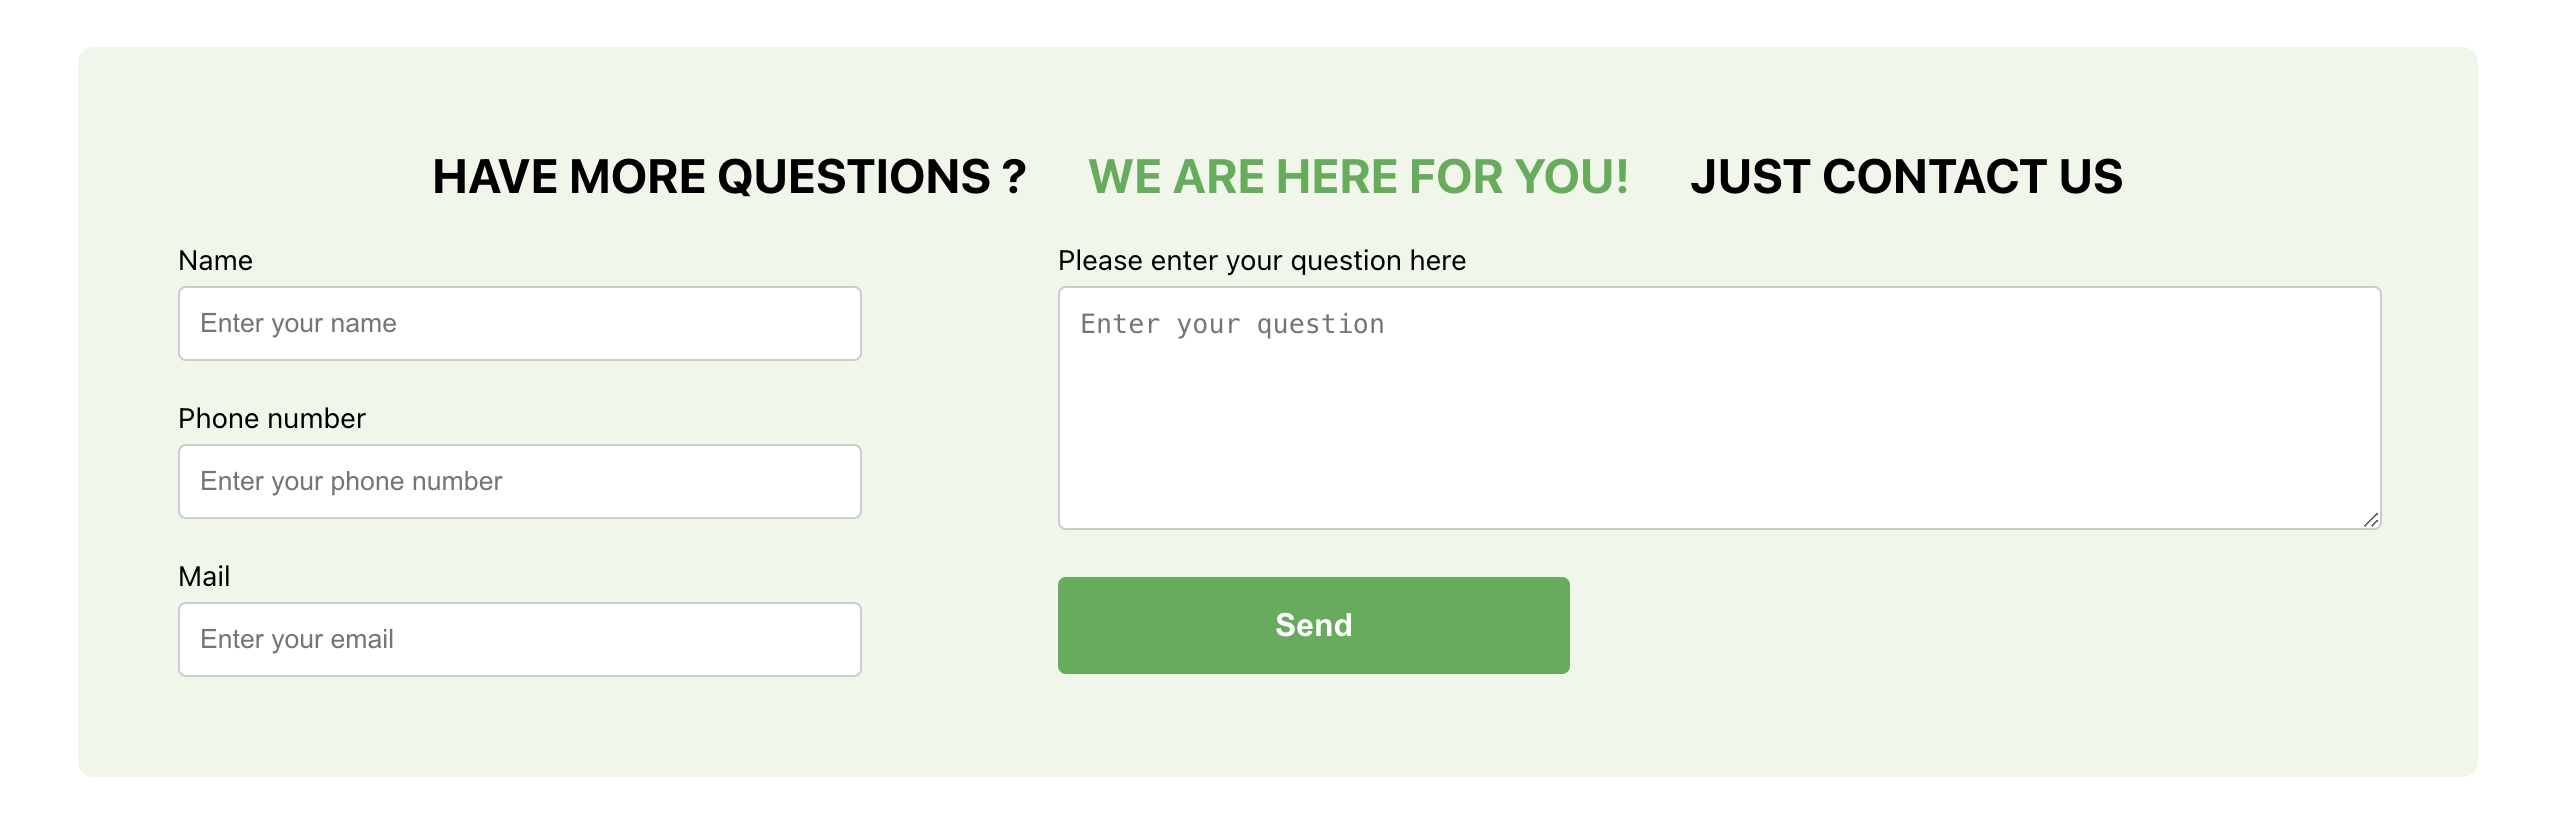 HAVE MORE QUESTIONS ? WE ARE HERE FOR YOU! JUST CONTACT US
Name
Enter your name
Phone number
Enter your phone number
Mail
Enter your email
Please enter your question here
Enter your question
Send